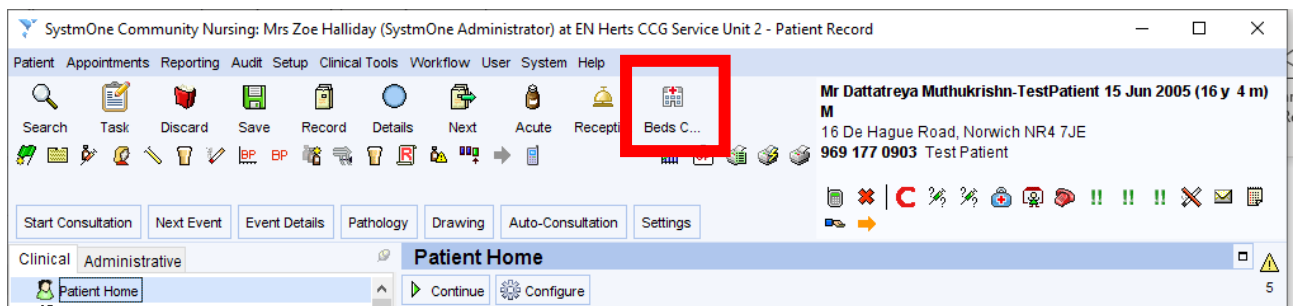 SystmOne Community Nursing: Mrs Zoe Halliday (SystmOne Administrator) at EN Herts CCG Service Unit 2 - Patient Record
Patient Appointments Reporting Audit Setup Clinical Tools Workflow User System Help
Search Task Discard Save Record Details Next Acute Recepti Beds C...
BP BP
Mr Dattatreya Muthukrishn-TestPatient 15 Jun 2005 (16 y 4 m)
M
16 De Hague Road, Norwich NR4 7JE
969 177 0903 Test Patient
Start Consultation Next Event Event Details Pathology Drawing Auto-Consultation Settings
Clinical Administrative
Patient Home
Patient Home
Continue Configure
5